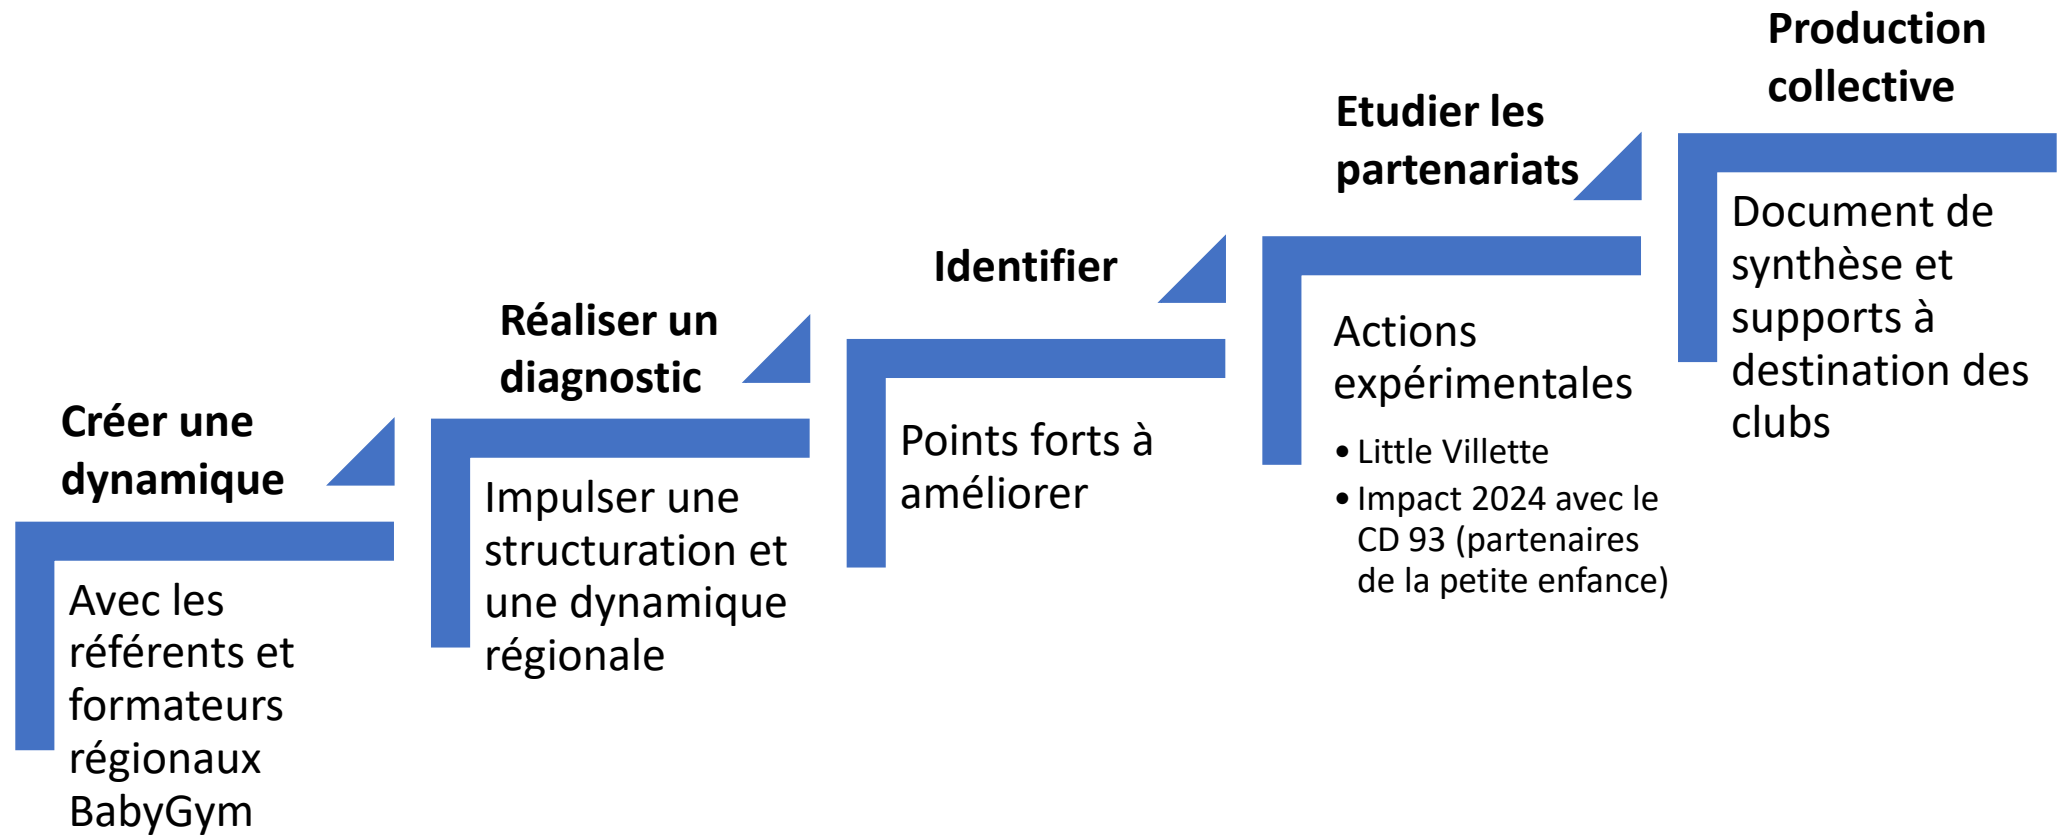 Créer une
dynamique
Avec les
référents et
formateurs
régionaux
BabyGym
Réaliser un
diagnostic
Impulser une
structuration et
une dynamique
régionale
Identifier
Points forts à
améliorer
Etudier les
partenariats
Actions
expérimentales
• Little Villette
• Impact 2024 avec le
CD 93 (partenaires
de la petite enfance)
Production
collective
Document de
synthèse et
supports à
destination des
clubs